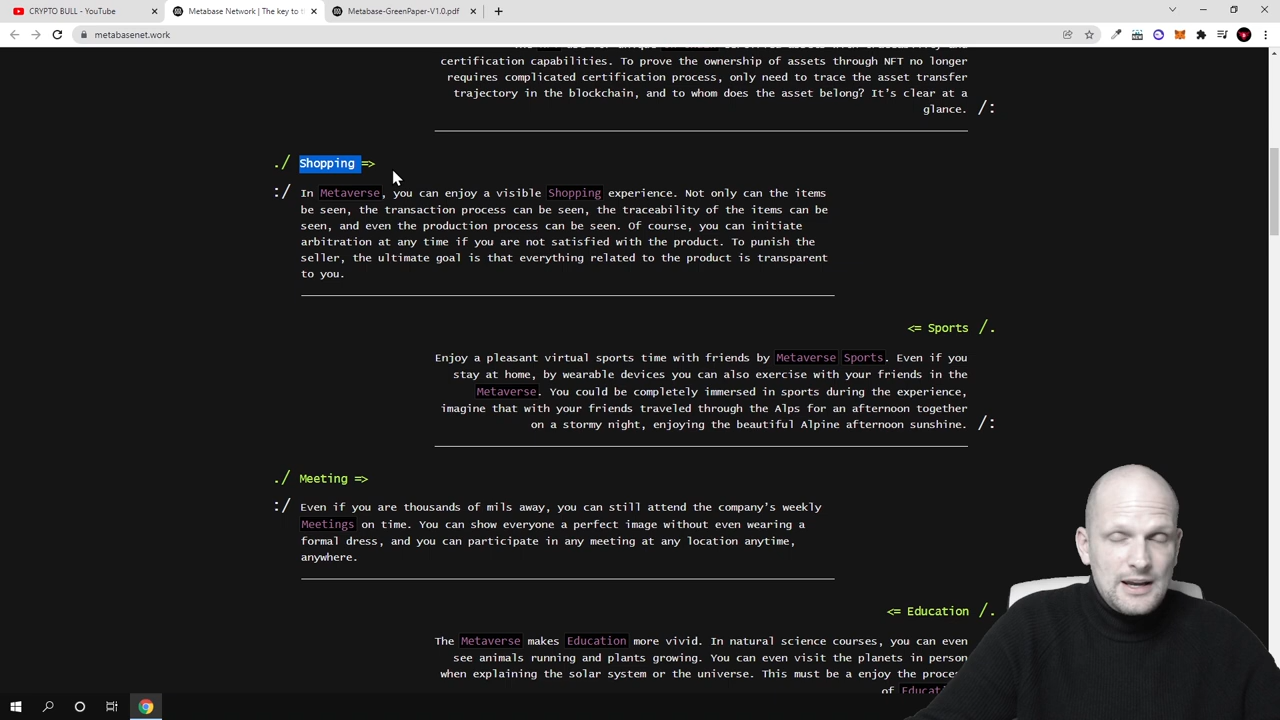 CRYPTO BULL - YouTube
Metabase Network | The key to t
Metabase-GreenPaper-V1.0.pdf
metabasenet.work
certification capabilities. To prove the ownership of assets through NFT no longer
requires complicated certification process, only need to trace the asset transfer
trajectory in the blockchain, and to whom does the asset belong? It's clear at a
glance. /:
./ Shopping =>
:/ In Metaverse, you can enjoy a visible Shopping experience. Not only can the items
be seen, the transaction process can be seen, the traceability of the items can be
seen, and even the production process can be seen. Of course, you can initiate
arbitration at any time if you are not satisfied with the product. To punish the
seller, the ultimate goal is that everything related to the product is transparent
to you.
<= Sports /.
Enjoy a pleasant virtual sports time with friends by Metaverse Sports. Even if you
stay at home, by wearable devices you can also exercise with your friends in the
Metaverse. You could be completely immersed in sports during the experience,
imagine that with your friends traveled through the Alps for an afternoon together
on a stormy night, enjoying the beautiful Alpine afternoon sunshine. /:
./ Meeting =>
:/ Even if you are thousands of mils away, you can still attend the company's weekly
Meetings on time. You can show everyone a perfect image without even wearing a
formal dress, and you can participate in any meeting at any location anytime,
anywhere.
<= Education /.
The Metaverse makes Education more vivid. In natural science courses, you can even
see animals running and plants growing. You can even visit the planets in person
when explaining the solar system or the universe. This must be a enjoy the proces
of Educat